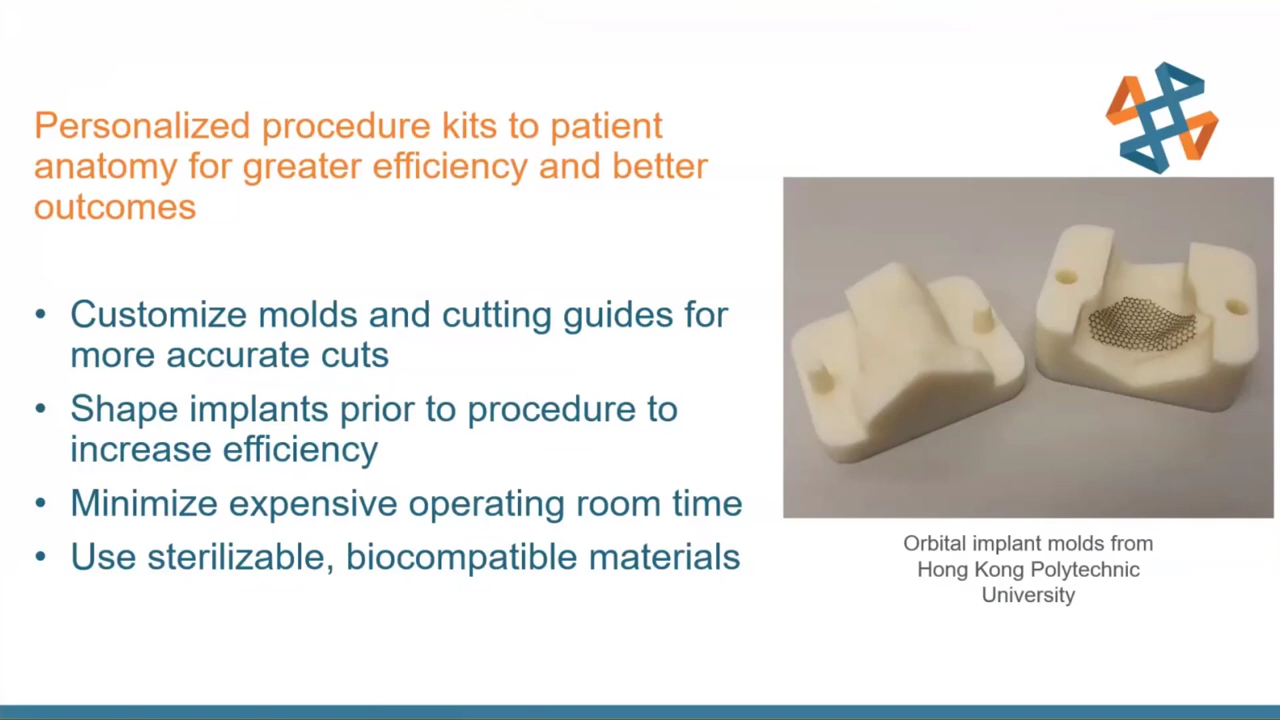 Personalized procedure kits to patient
anatomy for greater efficiency and better
outcomes
• Customize molds and cutting guides for
more accurate cuts
• Shape implants prior to procedure to
increase efficiency
• Minimize expensive operating room time
• Use sterilizable, biocompatible materials
Orbital implant molds from
Hong Kong Polytechnic
University